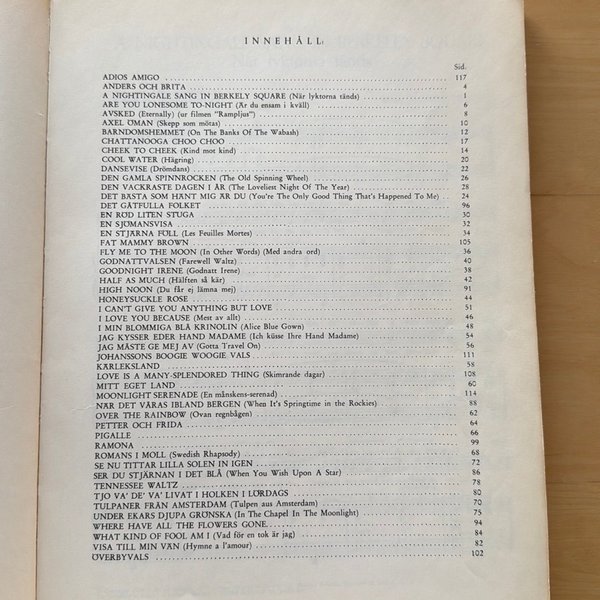 INNEHÅLL
Sid.
ADIOS AMIGO 117
ANDERS OCH BRITA 4
A NIGHTINGALE SANG IN BERKELY SQUARE (När lyktorna tänds) 1
ARE YOU LONESOME TO-NIGHT (Är du ensam i kväll) 6
AVSKED (Eternally) (ur filmen "Rampljus") 8
AXEL ÖMAN (Skepp som mötas) 10
BARNDOMSHEMMET (On The Banks Of The Wabash) 12
CHATTANOOGA CHOO CHOO 17
CHEEK TO CHEEK (Kind mot kind) 14
COOL WATER (Hägring) 20
DANSEVISE (Drömdans) 22
DEN GAMLA SPINNROCKEN (The Old Spinning Wheel) 26
DEN VACKRASTE DAGEN I ÅR (The Loveliest Night Of The Year) 28
DET BÄSTA SOM HÄNT MIG ÄR DU (You're The Only Good Thing That's Happened To Me) 24
DET GÅTFULLA FOLKET 96
EN RÖD LITEN STUGA 30
EN SJÖMANSVISA 32
EN STJÄRNA FÖLL (Les Feuilles Mortes) 34
FAT MAMMY BROWN 105
FLY ME TO THE MOON (In Other Words) (Med andra ord) 36
GODNATTVALSEN (Farewell Waltz) 40
GOODNIGHT IRENE (Godnatt Irene) 38
HALF AS MUCH (Hälften så kär) 42
HIGH NOON (Du får ej lämna mej) 91
HONEYSUCKLE ROSE 44
I CAN'T GIVE YOU ANYTHING BUT LOVE 51
I LOVE YOU BECAUSE (Mest av allt) 46
I MIN BLOMMIGA BLÅ KRINOLIN (Alice Blue Gown) 48
JAG KYSSER EDER HAND MADAME (Ich küsse Ihre Hand Madame) 54
JAG MÅSTE GE MEJ AV (Gotta Travel On) 56
JOHANSSONS BOOGIE WOOGIE VALS 111
KÄRLEKSLAND 58
LOVE IS A MANY-SPLENDORED THING (Skimrande dagar) 108
MITT EGET LAND 60
MOONLIGHT SERENADE (En månskens-serenad) 114
NÄR DET VÅRAS IBLAND BERGEN (When It's Springtime in the Rockies) 88
OVER THE RAINBOW (Ovan regnbågen) 62
PETTER OCH FRIDA 64
PIGALLE 66
RAMONA 99
ROMANS I MOLL (Swedish Rhapsody) 68
SE NU TITTAR LILLA SOLEN IN IGEN 72
SER DU STJÄRNAN I DET BLÅ (When You Wish Upon A Star) 86
TENNESSEE WALTZ 78
TJO VA' DE' VA' LIVAT I HOLKEN I LÖRDAGS 80
TULPANER FRÅN AMSTERDAM (Tulpen aus Amsterdam) 70
UNDER EKARS DJUPA GRÖNSKA (In The Chapel In The Moonlight) 75
WHERE HAVE ALL THE FLOWERS GONE 94
WHAT KIND OF FOOL AM I (Vad för en tok är jag) 84
VISA TILL MIN VÄN (Hymne a l'amour) 82
ÖVERBYVALS 102